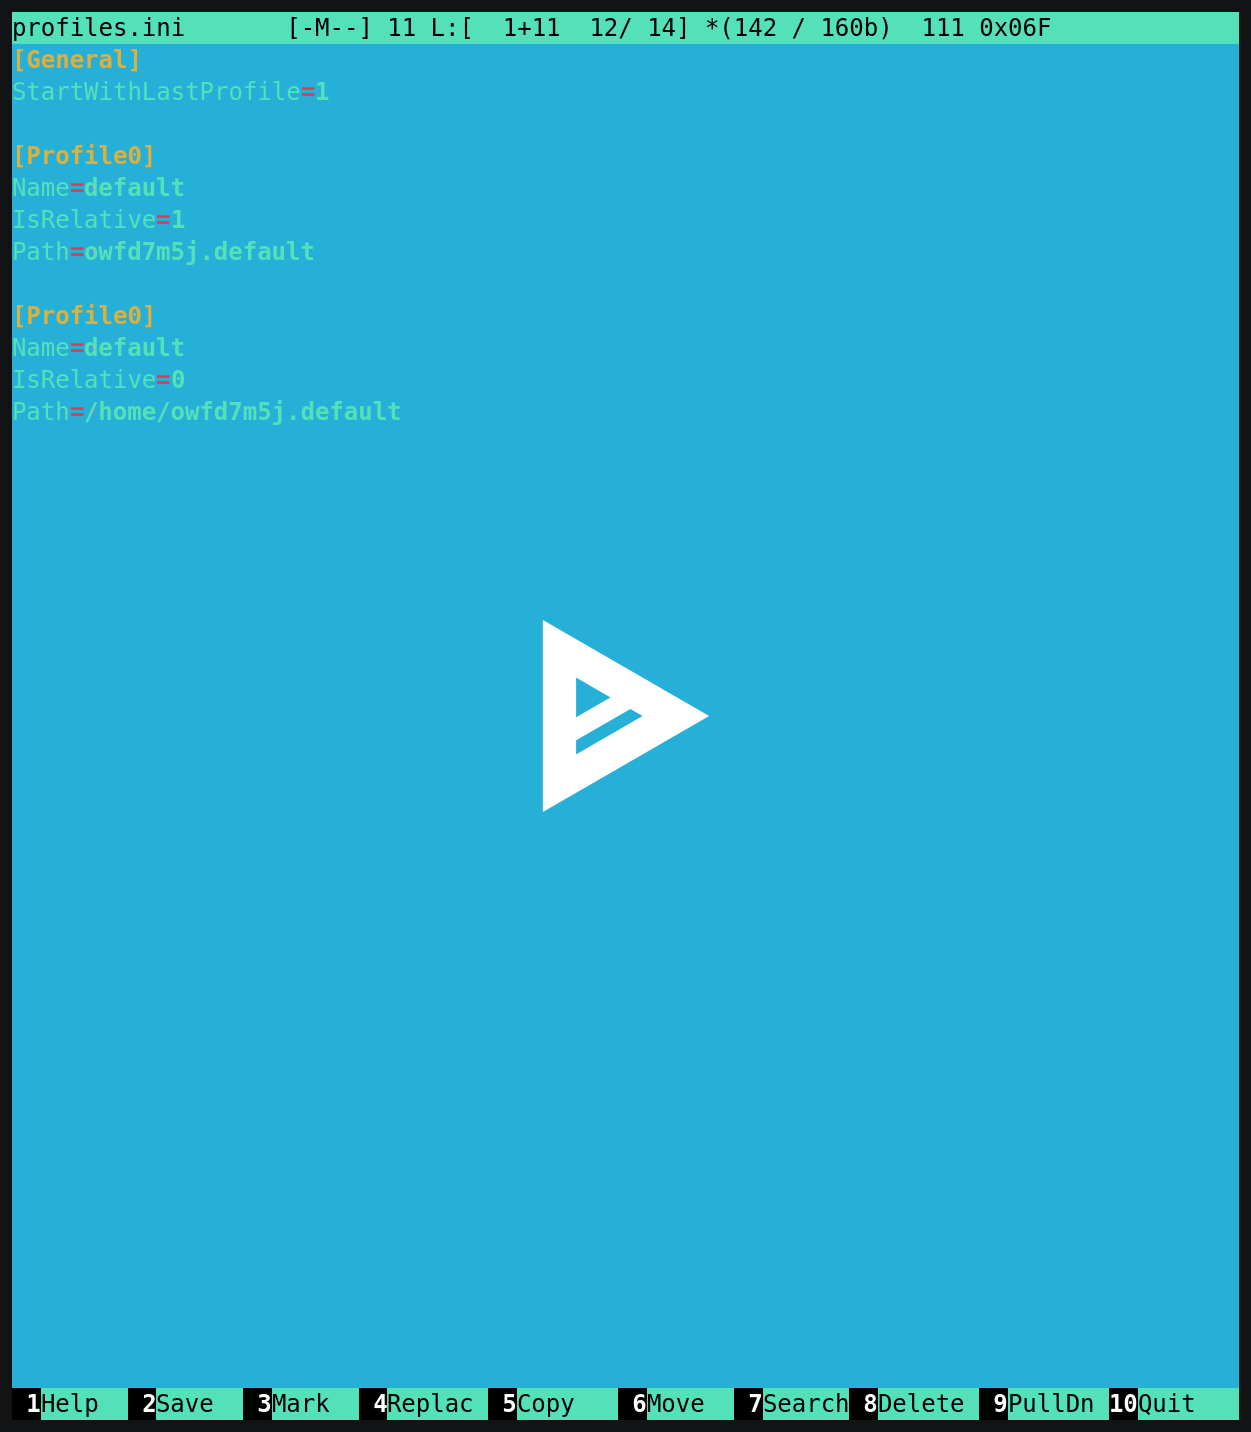 profiles.ini       [-M--] 11 L:[  1+11  12/ 14] *(142 / 160b)  111 0x06F
[General]
StartWithLastProfile=1

[Profile0]
Name=default
IsRelative=1
Path=owfd7m5j.default

[Profile0]
Name=default
IsRelative=0
Path=/home/owfd7m5j.default

1Help 2Save 3Mark 4Replac 5Copy 6Move 7Search 8Delete 9PullDn 10Quit